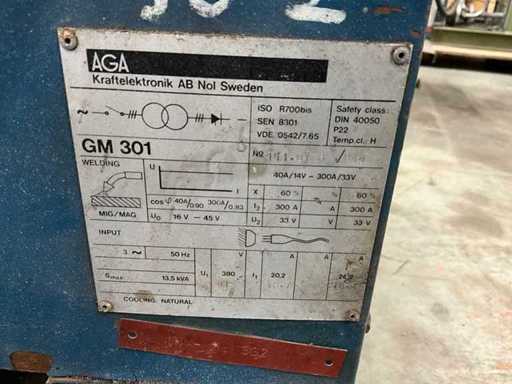 AGA
Kraftelektronik AB Nol Sweden
ISO R700bis
SEN 8301
VDE 0542/7.65
Safety class:
DIN 40050
P22
Temp.cl: H
GM 301
WELDING
MIG/MAG
No
40A/14V - 300A/33V
U
I
X 60% % 60%
I2 300 A A 300 A
U2 33 V V 33 V
cos φ 40A/0.90 300A/0.83
U0 16 V - 45 V
INPUT
3 ~ 50 Hz
V A A A
U1 380 I1 20,2
Smax 13,5 kVA
COOLING: NATURAL